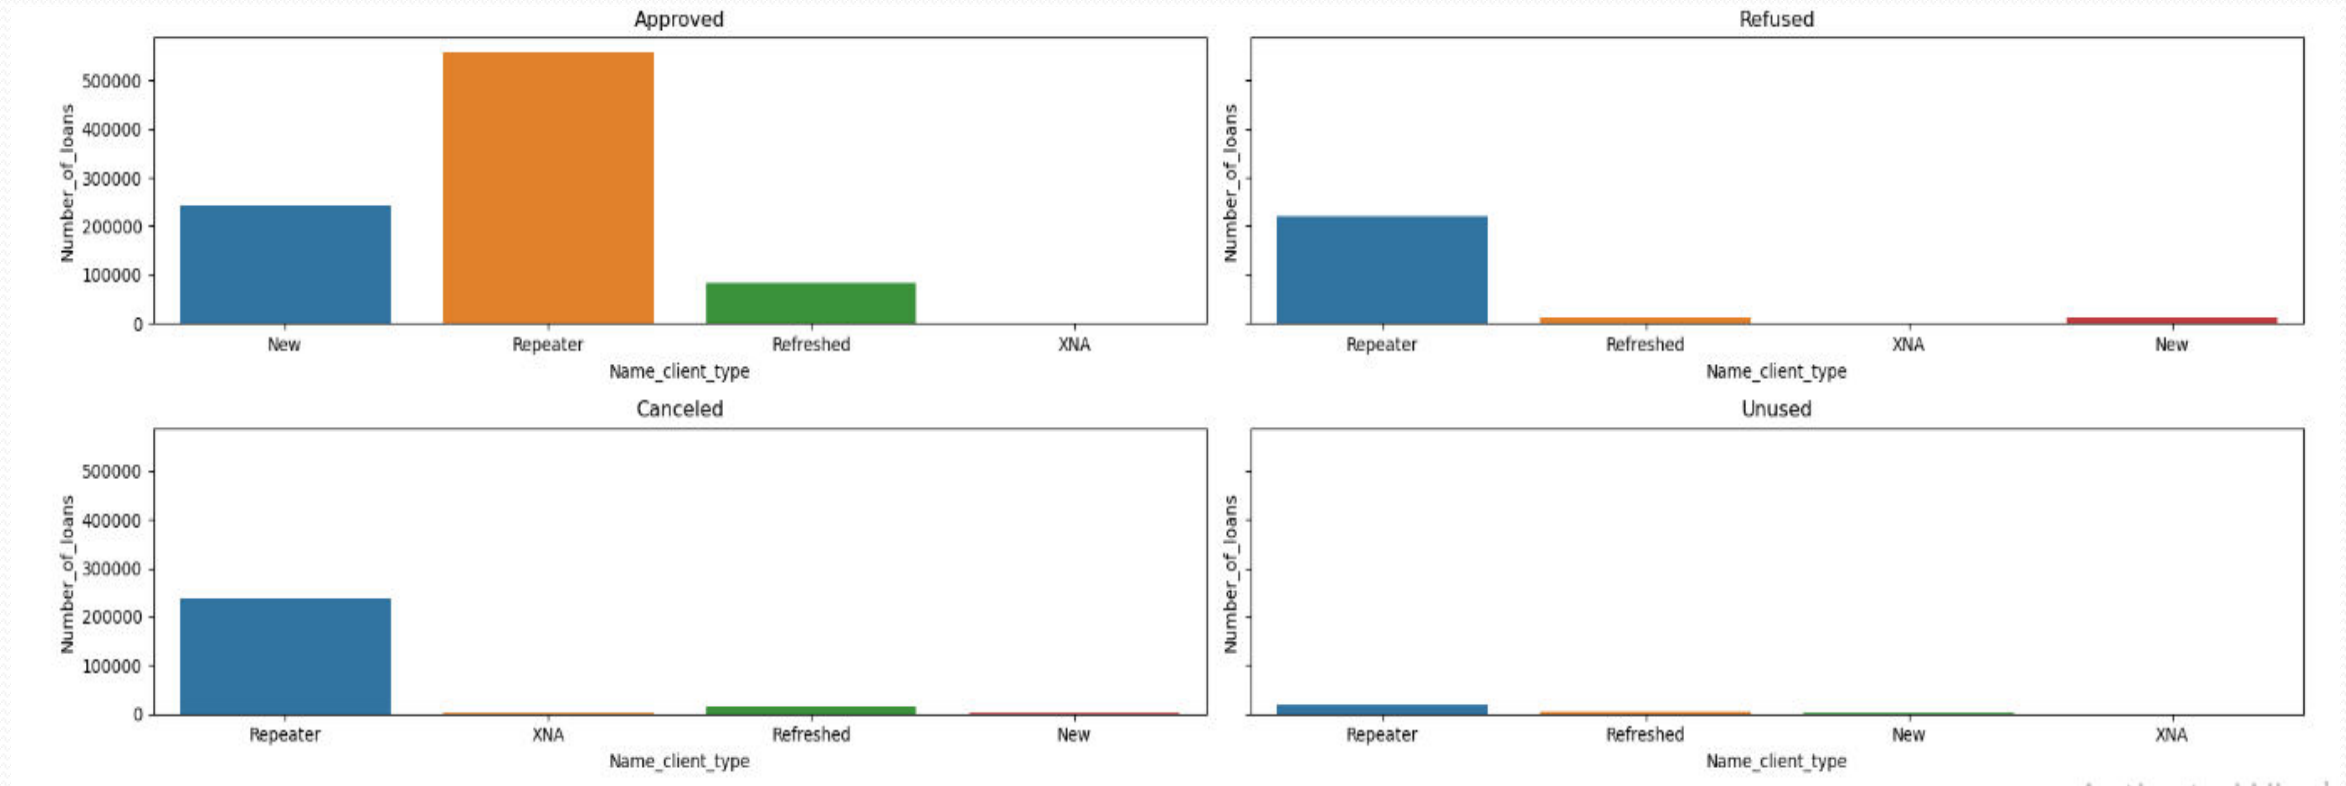 Approved
Number_of_loans
500000
400000
300000
200000
100000
0
New Repeater Refreshed XNA
Name_client_type
Refused
Number_of_loans
Repeater Refreshed XNA New
Name_client_type
Canceled
Number_of_loans
500000
400000
300000
200000
100000
0
Repeater XNA Refreshed New
Name_client_type
Unused
Number_of_loans
Repeater Refreshed New XNA
Name_client_type